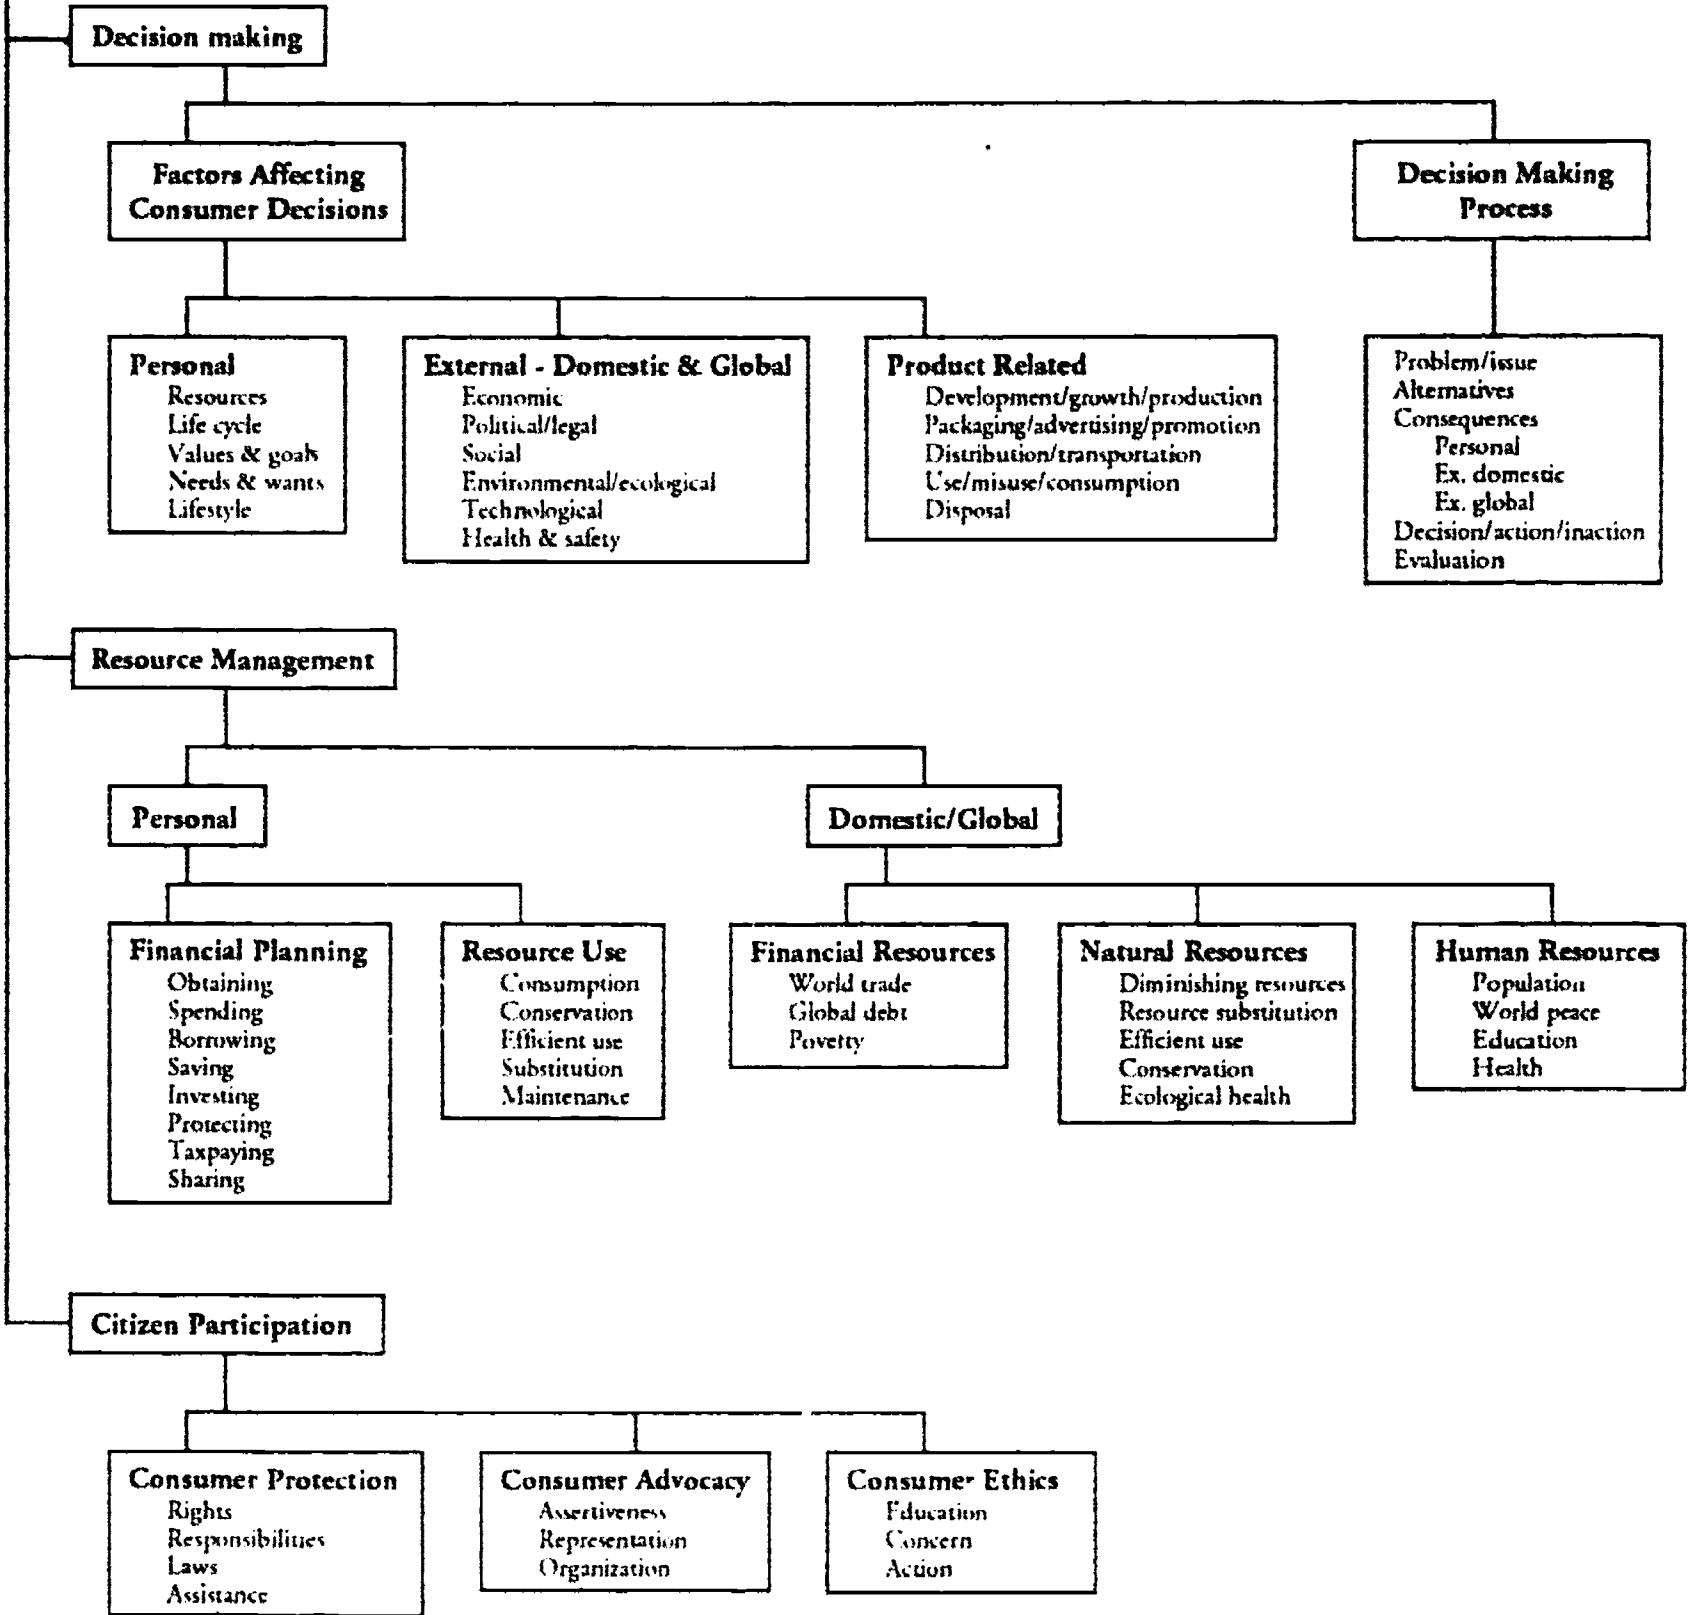 Decision making
Factors Affecting
Consumer Decisions
Decision Making
Process
Personal
Resources
Life cycle
Values & goals
Needs & wants
Lifestyle
External - Domestic & Global
Economic
Political/legal
Social
Environmental/ecological
Technological
Health & safety
Product Related
Development/growth/production
Packaging/advertising/promotion
Distribution/transportation
Use/misuse/consumption
Disposal
Problem/issue
Alternatives
Consequences
Personal
Ex. domestic
Ex. global
Decision/action/inaction
Evaluation
Resource Management
Personal
Domestic/Global
Financial Planning
Obtaining
Spending
Borrowing
Saving
Investing
Protecting
Taxpaying
Sharing
Resource Use
Consumption
Conservation
Efficient use
Substitution
Maintenance
Financial Resources
World trade
Global debt
Poverty
Natural Resources
Diminishing resources
Resource substitution
Efficient use
Conservation
Ecological health
Human Resources
Population
World peace
Education
Health
Citizen Participation
Consumer Protection
Rights
Responsibilities
Laws
Assistance
Consumer Advocacy
Assertiveness
Representation
Organization
Consumer Ethics
Education
Concern
Action